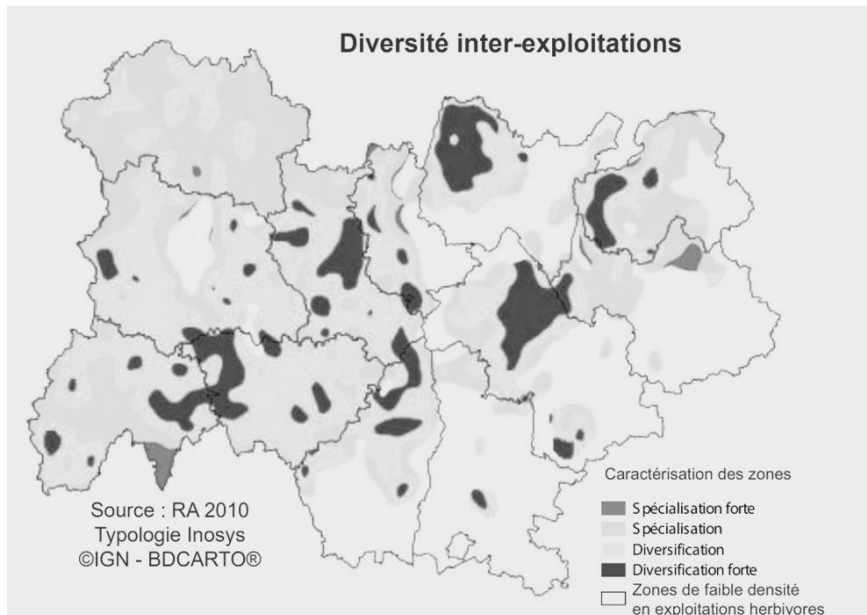 Diversité inter-exploitations
Source : RA 2010
Typologie Inosys
©IGN - BDCARTO®
Caractérisation des zones
Spécialisation forte
Spécialisation
Diversification
Diversification forte
Zones de faible densité
en exploitations herbivores